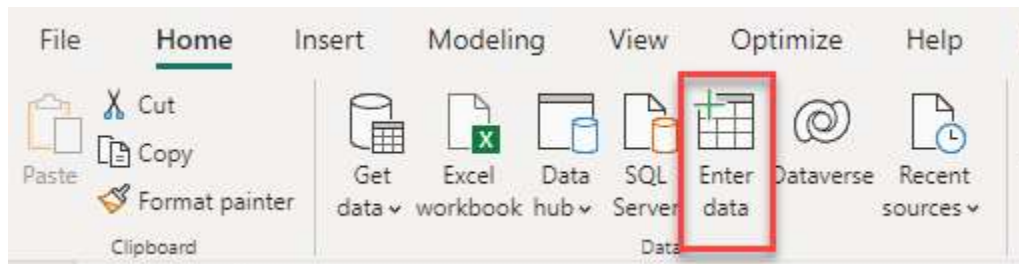 File Home Insert Modeling View Optimize Help
Cut
Copy
Format painter
Paste
Clipboard
Get data
Excel workbook
Data hub
SQL Server
Enter data
Dataverse
Recent sources
Data